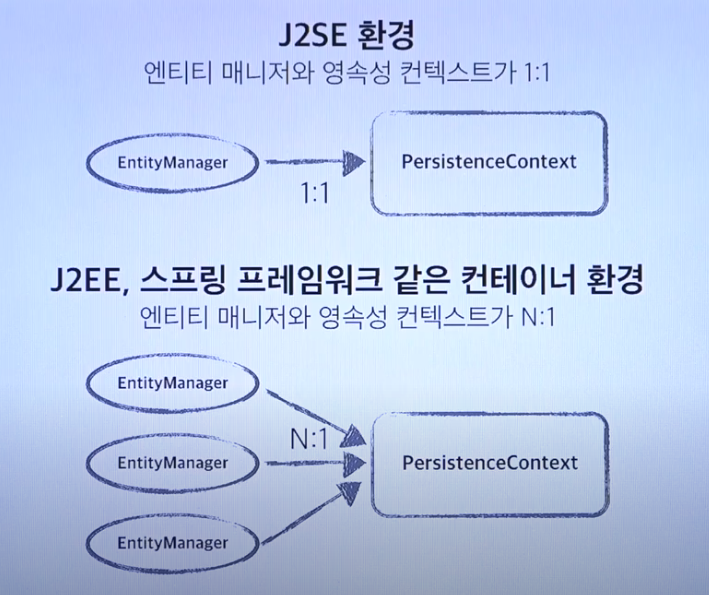 J2SE 환경
엔티티 매니저와 영속성 컨텍스트가 1:1
EntityManager
1:1
PersistenceContext
J2EE, 스프링 프레임워크 같은 컨테이너 환경
엔티티 매니저와 영속성 컨텍스트가 N:1
EntityManager
N:1
EntityManager
PersistenceContext
EntityManager